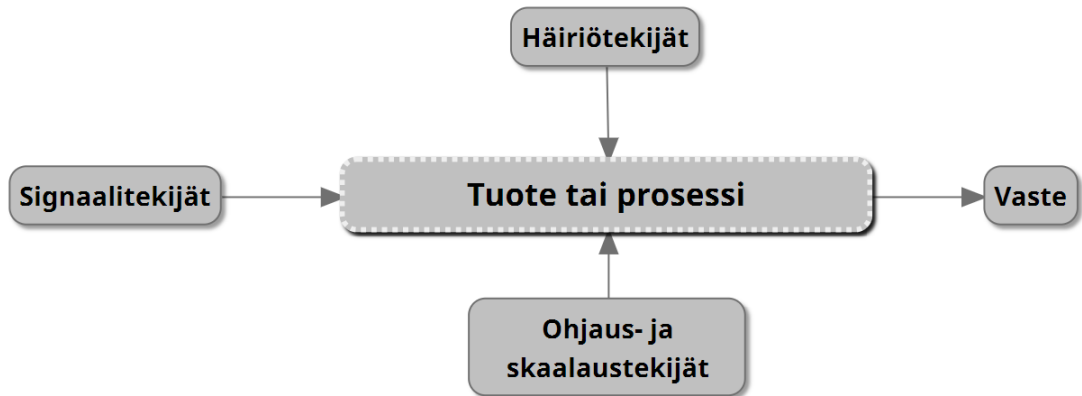 Häiriötekijät
Signaalitekijät
Tuote tai prosessi
Vaste
Ohjaus- ja
skaalaustekijät